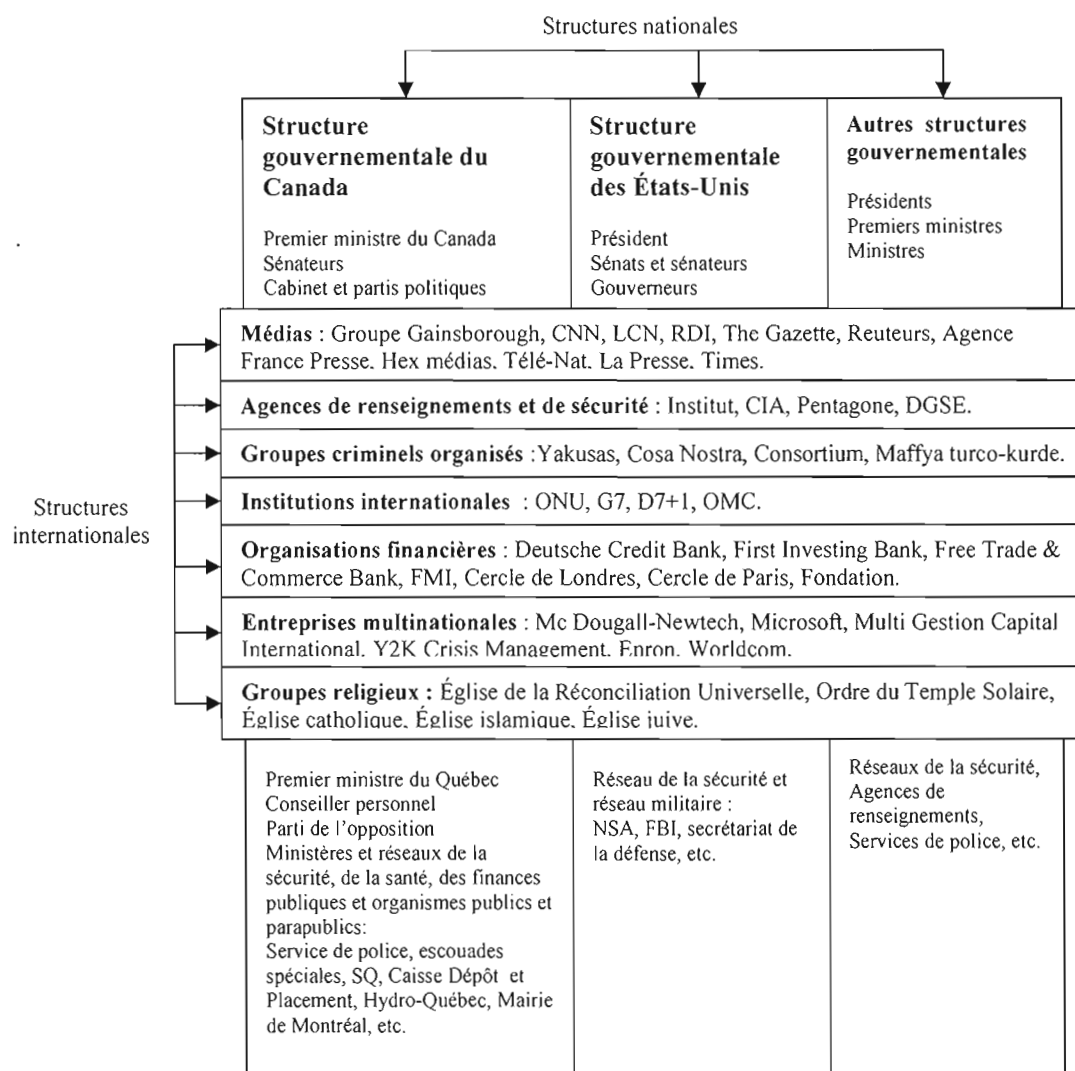 Structures nationales
Structure
gouvernementale du
Canada
Premier ministre du Canada
Sénateurs
Cabinet et partis politiques
Structure
gouvernementale
des États-Unis
Président
Sénats et sénateurs
Gouverneurs
Autres structures
gouvernementales
Présidents
Premiers ministres
Ministres
Structures
internationales
Médias : Groupe Gainsborough, CNN, LCN, RDI, The Gazette, Reuteurs, Agence
France Presse. Hex médias. Télé-Nat. La Presse. Times.
Agences de renseignements et de sécurité : Institut, CIA, Pentagone, DGSE.
Groupes criminels organisés : Yakusas, Cosa Nostra, Consortium, Maffya turco-kurde.
Institutions internationales : ONU, G7, D7+1, OMC.
Organisations financières : Deutsche Credit Bank, First Investing Bank, Free Trade &
Commerce Bank, FMI, Cercle de Londres, Cercle de Paris, Fondation.
Entreprises multinationales : Mc Dougall-Newtech, Microsoft, Multi Gestion Capital
International. Y2K Crisis Management. Enron. Worldcom.
Groupes religieux : Église de la Réconciliation Universelle, Ordre du Temple Solaire,
Église catholique. Église islamique. Église juive.
Premier ministre du Québec
Conseiller personnel
Parti de l'opposition
Ministères et réseaux de la
sécurité, de la santé, des finances
publiques et organismes publics et
parapublics:
Service de police, escouades
spéciales, SQ, Caisse Dépôt et
Placement, Hydro-Québec, Mairie
de Montréal, etc.
Réseau de la sécurité et
réseau militaire :
NSA, FBI, secrétariat de
la défense, etc.
Réseaux de la sécurité,
Agences de
renseignements,
Services de police, etc.